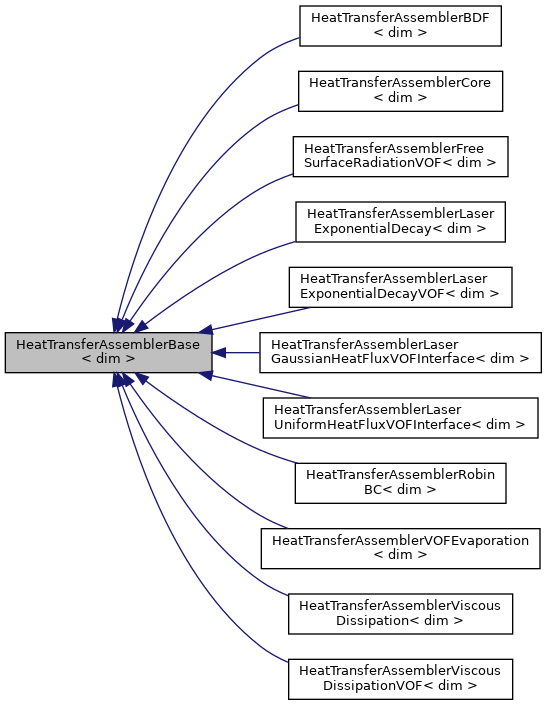 HeatTransferAssemblerBDF
< dim >
HeatTransferAssemblerCore
< dim >
HeatTransferAssemblerFree
SurfaceRadiationVOF< dim >
HeatTransferAssemblerLaser
ExponentialDecay< dim >
HeatTransferAssemblerLaser
ExponentialDecayVOF< dim >
HeatTransferAssemblerBase
< dim >
HeatTransferAssemblerLaser
GaussianHeatFluxVOFInterface< dim >
HeatTransferAssemblerLaser
UniformHeatFluxVOFInterface< dim >
HeatTransferAssemblerRobin
BC< dim >
HeatTransferAssemblerVOFEvaporation
< dim >
HeatTransferAssemblerViscous
Dissipation< dim >
HeatTransferAssemblerViscous
DissipationVOF< dim >